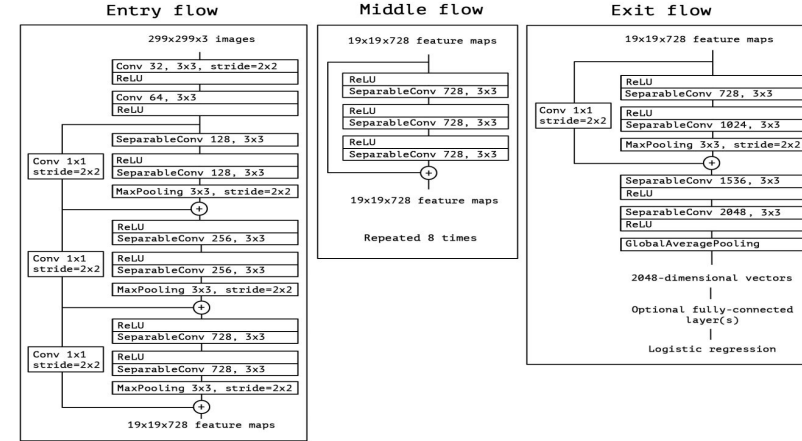 Entry flow
299x299x3 images
Conv 32, 3x3, stride=2x2
ReLU
Conv 64, 3x3
ReLU
SeparableConv 128, 3x3
Conv 1x1
stride=2x2
ReLU
SeparableConv 128, 3x3
MaxPooling 3x3, stride=2x2
+
ReLU
SeparableConv 256, 3x3
Conv 1x1
stride=2x2
ReLU
SeparableConv 256, 3x3
MaxPooling 3x3, stride=2x2
+
ReLU
SeparableConv 728, 3x3
Conv 1x1
stride=2x2
ReLU
SeparableConv 728, 3x3
MaxPooling 3x3, stride=2x2
+
19x19x728 feature maps
Middle flow
19x19x728 feature maps
ReLU
SeparableConv 728, 3x3
ReLU
SeparableConv 728, 3x3
ReLU
SeparableConv 728, 3x3
+
19x19x728 feature maps
Repeated 8 times
Exit flow
19x19x728 feature maps
ReLU
SeparableConv 728, 3x3
Conv 1x1
stride=2x2
ReLU
SeparableConv 1024, 3x3
MaxPooling 3x3, stride=2x2
+
SeparableConv 1536, 3x3
ReLU
SeparableConv 2048, 3x3
ReLU
GlobalAveragePooling
2048-dimensional vectors
Optional fully-connected
layer(s)
Logistic regression